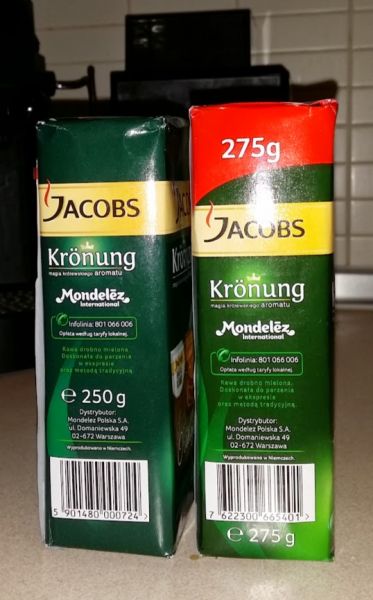 JACOBS
Krönung
magia królewskiego aromatu
Mondelēz
International
Infolinia: 801 066 006
Opłata według taryfy lokalnej.
Kawa drobno mielona.
Doskonała do parzenia
w ekspresie
oraz metodą tradycyjną.
℮ 250 g
Dystrybutor:
Mondelez Polska S.A.
ul. Domaniewska 49
02-672 Warszawa
Wyprodukowano w Niemczech.
5 901480 000724 >
275g
JACOBS
Krönung
magia królewskiego aromatu
Mondelēz
International
Infolinia: 801 066 006
Opłata według taryfy lokalnej.
Kawa drobno mielona.
Doskonała do parzenia
w ekspresie
oraz metodą tradycyjną.
Dystrybutor:
Mondelez Polska S.A.
ul. Domaniewska 49
02-672 Warszawa
Wyprodukowano w Niemczech.
7 622300 665401 >
℮ 275 g